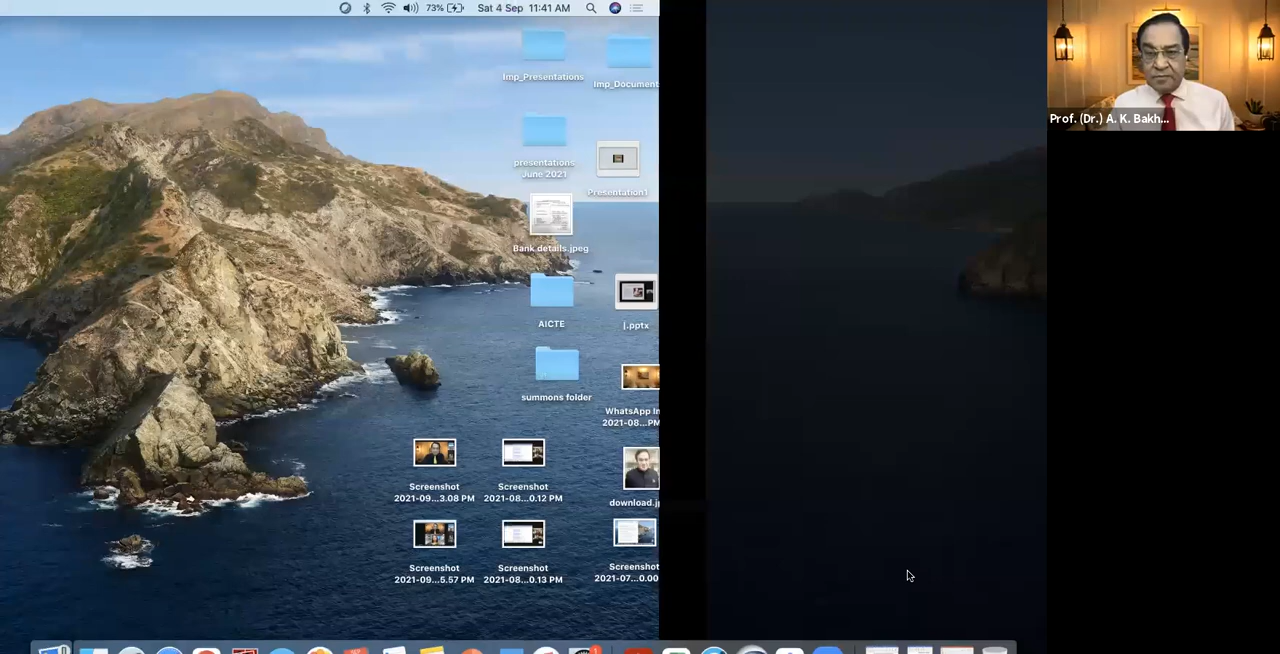 73% Sat 4 Sep 11:41 AM
Imp_Presentations
Imp_Document
presentations
June 2021
Presentation1
Bank details.jpeg
AICTE
|.pptx
summons folder
WhatsApp Im
2021-08...PM
Screenshot
2021-09...3.08 PM
Screenshot
2021-08...0.12 PM
download.j
Screenshot
2021-09...5.57 PM
Screenshot
2021-08...0.13 PM
Screenshot
2021-07...0.00
Prof. (Dr.) A. K. Bakh...